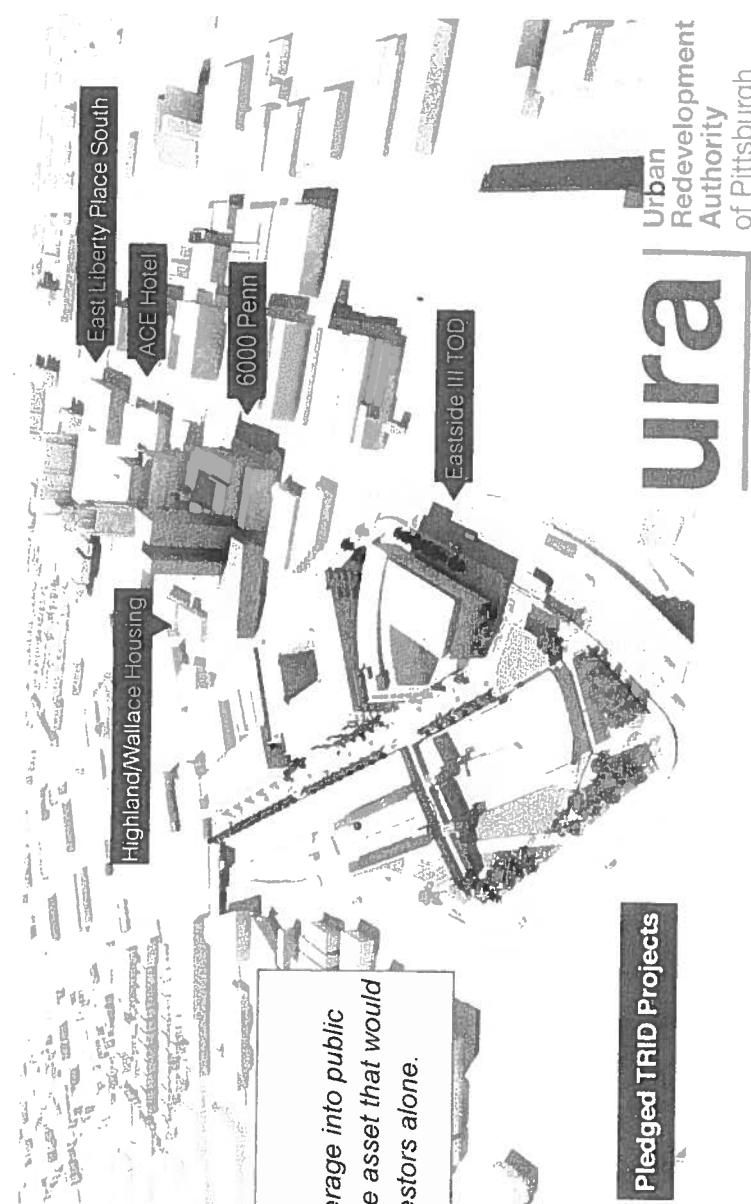 East Liberty Place South
ACE Hotel
6000 Penn
Highland/Wallace Housing
Eastside III TOD
erage into public
e asset that would
estors alone.
Pledged TRID Projects
ura
Urban
Redevelopment
Authority
of Pittsburgh